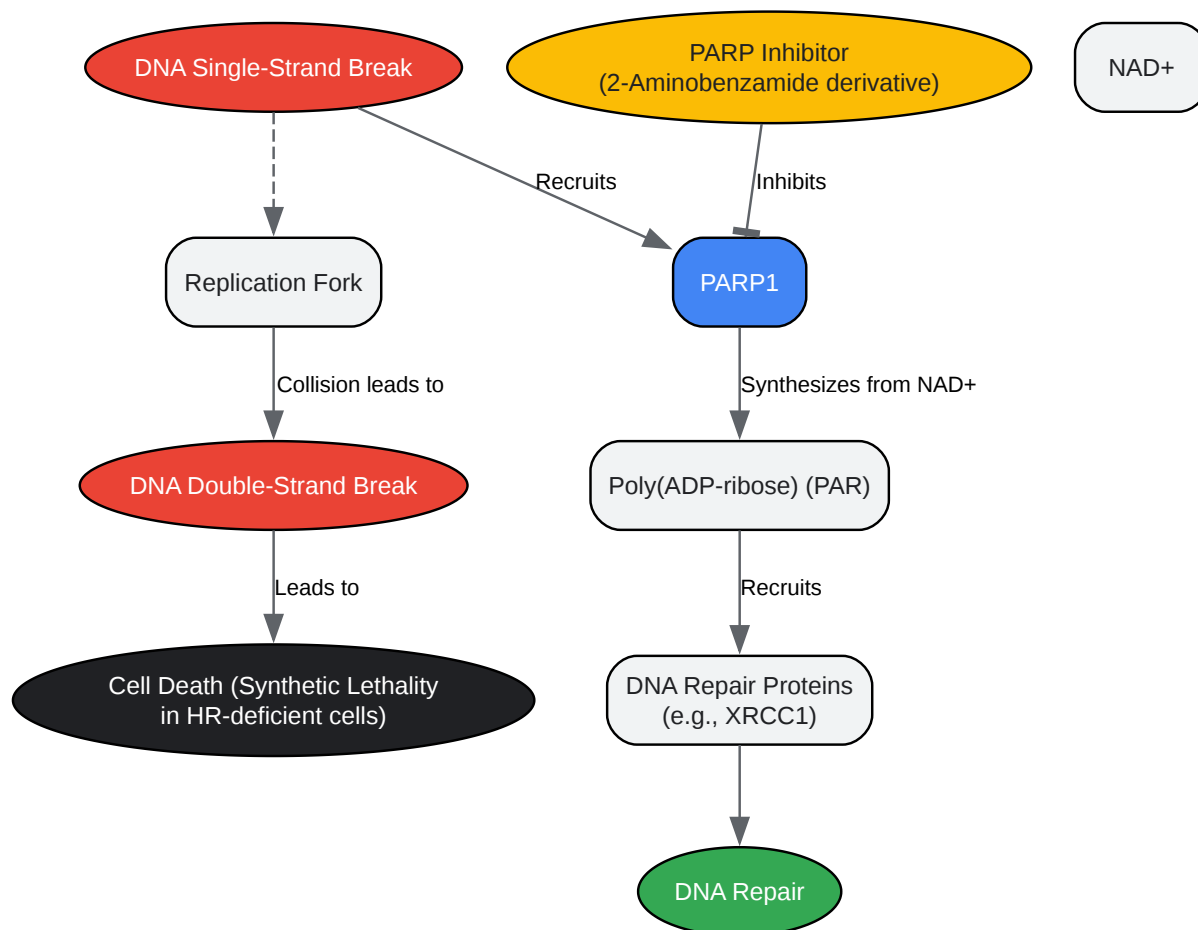 DNA Single-Strand Break
PARP Inhibitor
(2-Aminobenzamide derivative)
NAD+
Recruits
Inhibits
Replication Fork
PARP1
Collision leads to
Synthesizes from NAD+
DNA Double-Strand Break
Poly(ADP-ribose) (PAR)
Leads to
Recruits
Cell Death (Synthetic Lethality
in HR-deficient cells)
DNA Repair Proteins
(e.g., XRCC1)
DNA Repair